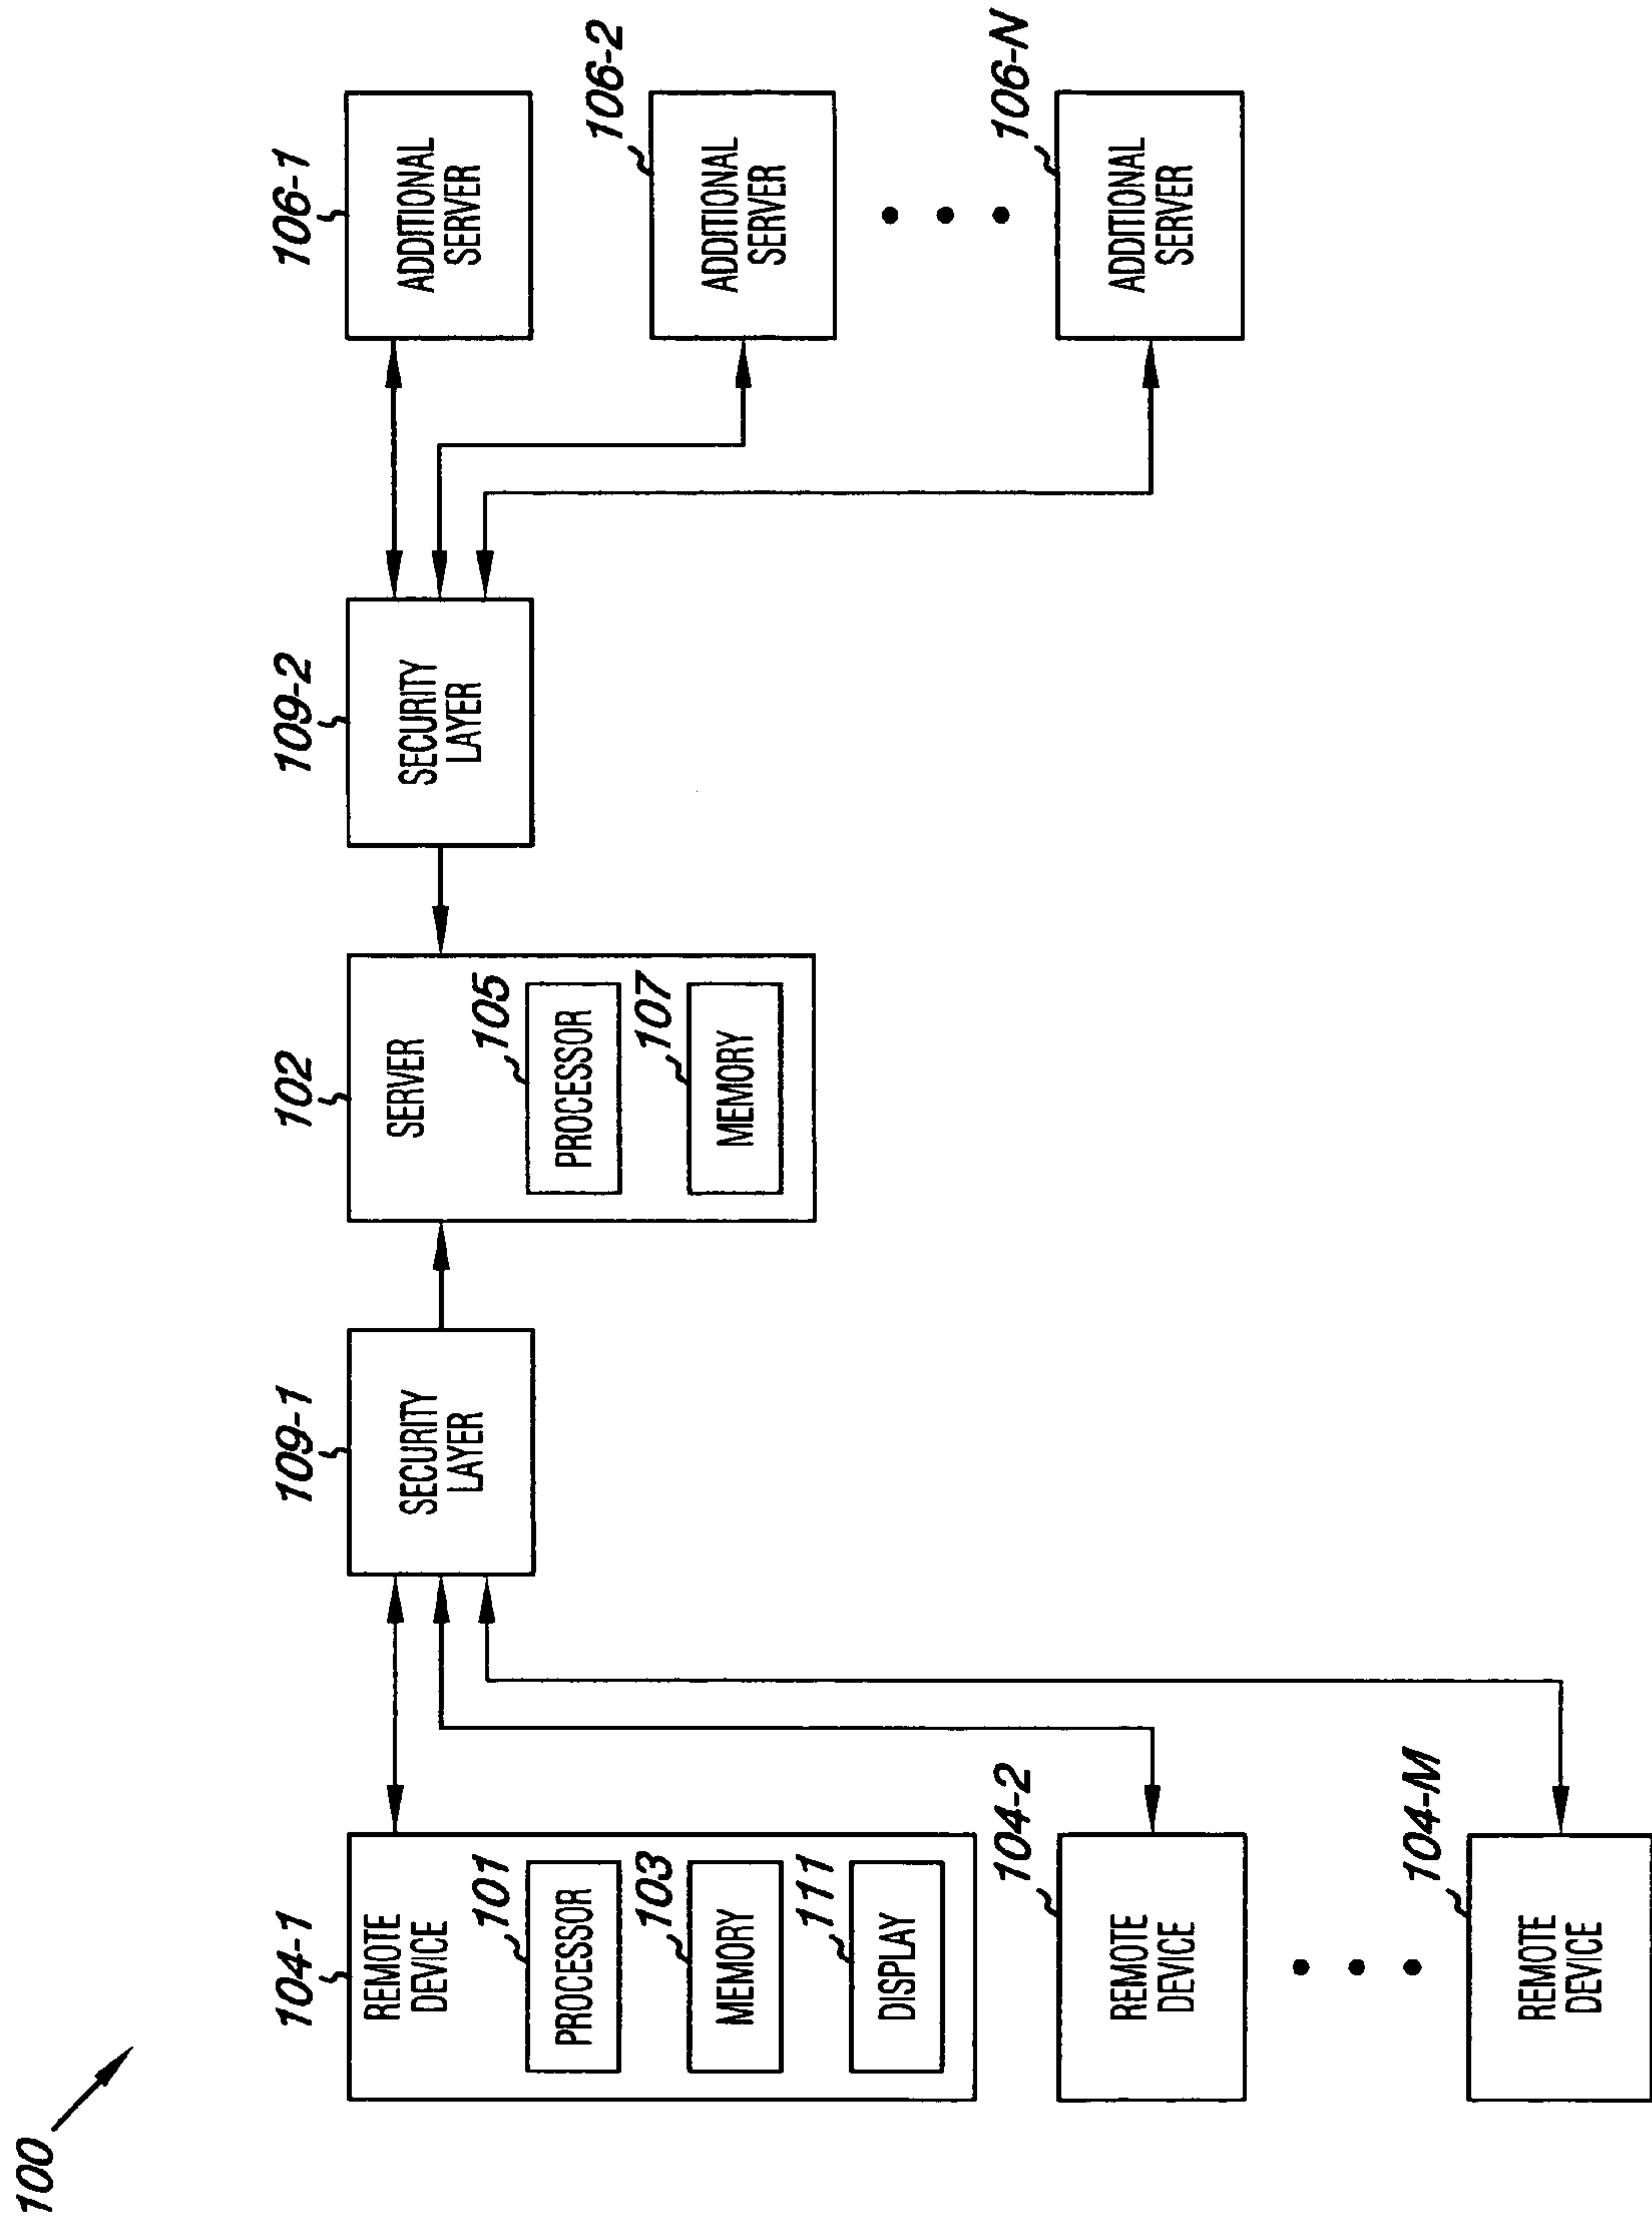 100
104-1
REMOTE
DEVICE
101
PROCESSOR
103
MEMORY
111
DISPLAY
104-2
REMOTE
DEVICE
104-M
REMOTE
DEVICE
109-1
SECURITY
LAYER
102
SERVER
105
PROCESSOR
107
MEMORY
109-2
SECURITY
LAYER
106-1
ADDITIONAL
SERVER
106-2
ADDITIONAL
SERVER
106-N
ADDITIONAL
SERVER